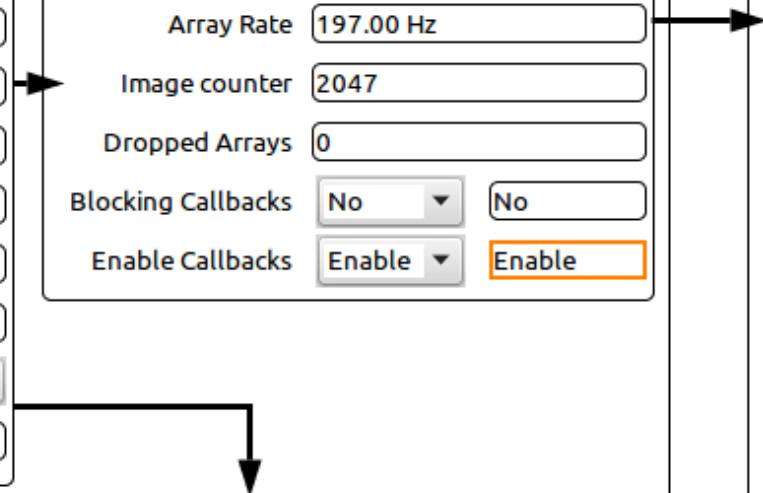 Array Rate 197.00 Hz
Image counter 2047
Dropped Arrays 0
Blocking Callbacks No No
Enable Callbacks Enable Enable